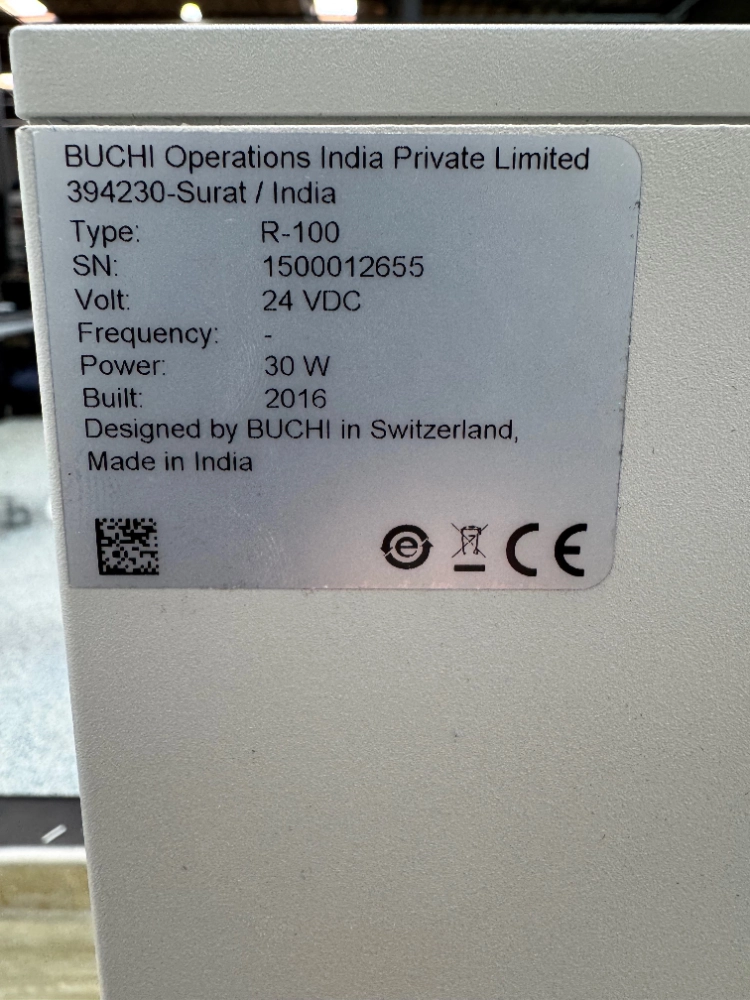 BUCHI Operations India Private Limited
394230-Surat / India
Type: R-100
SN: 1500012655
Volt: 24 VDC
Frequency: -
Power: 30 W
Built: 2016
Designed by BUCHI in Switzerland,
Made in India
e CE